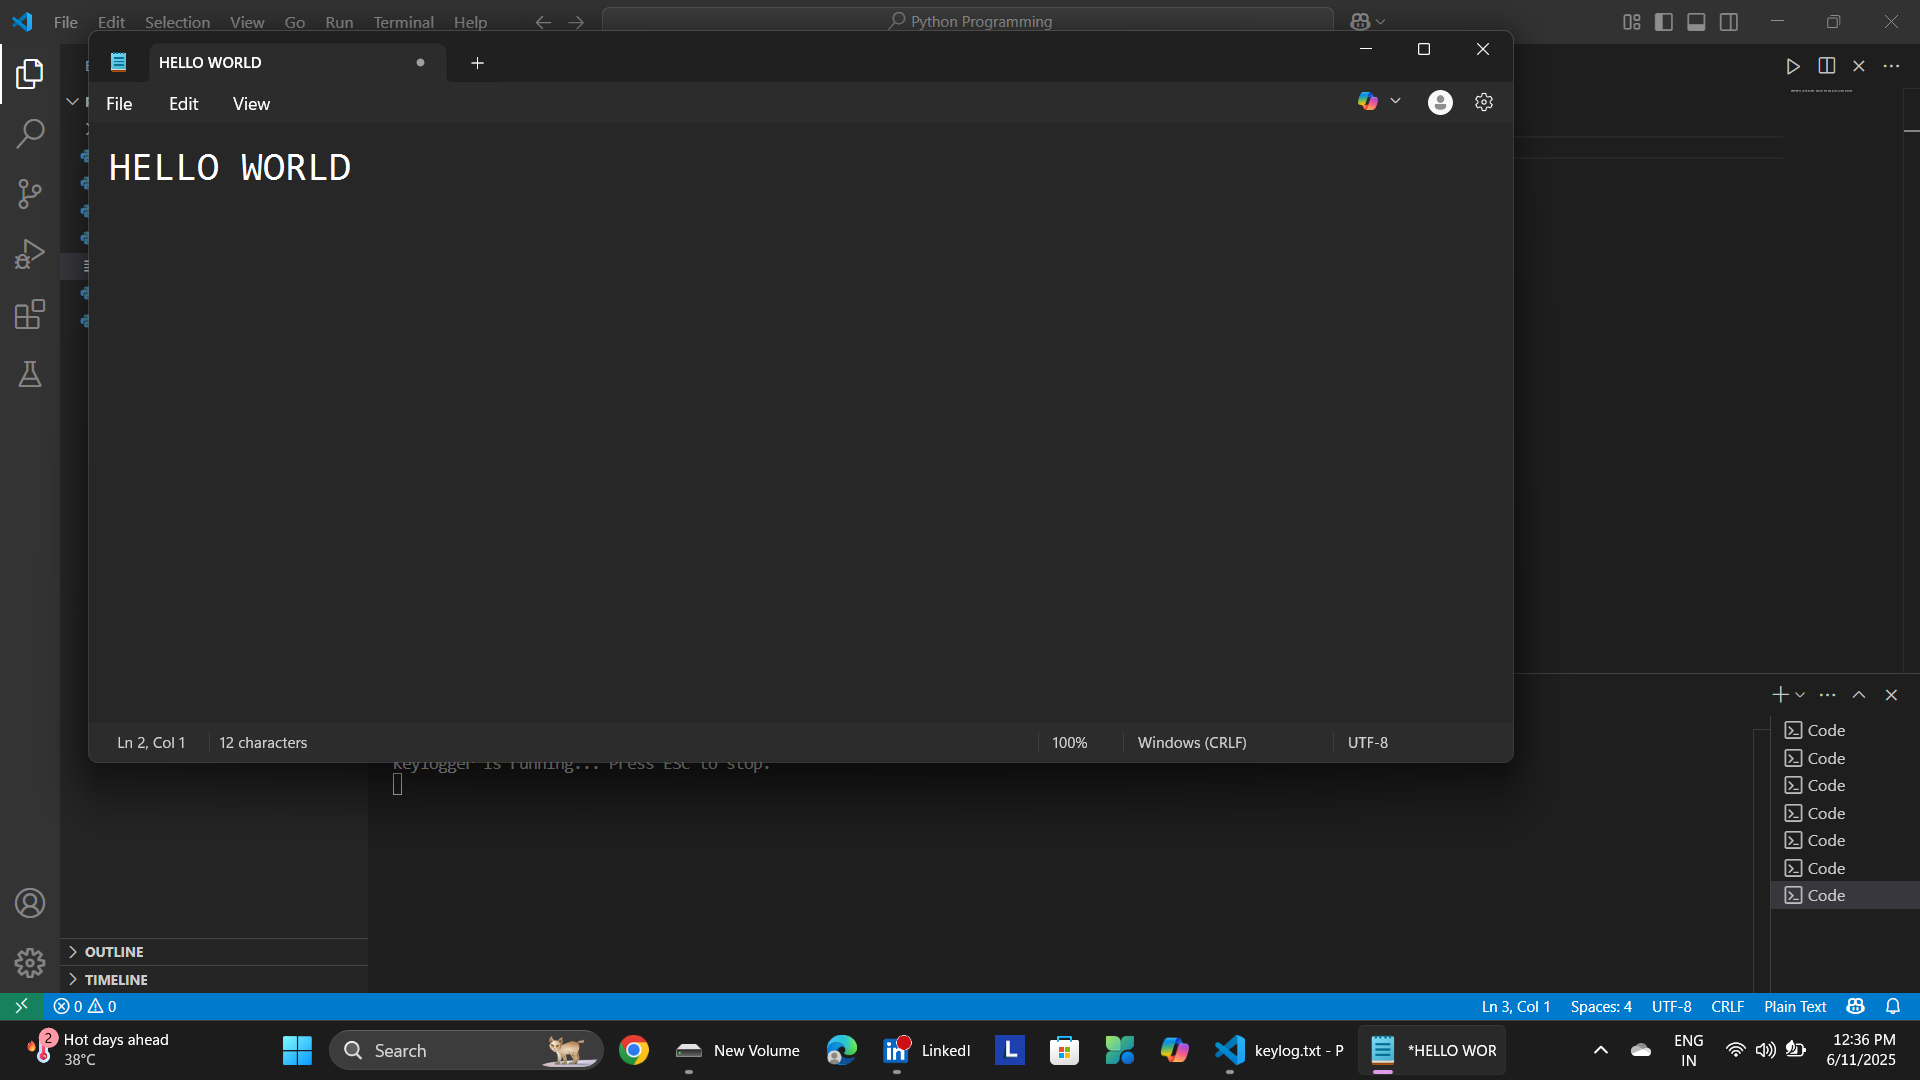 File Edit Selection View Go Run Terminal Help
Python Programming
HELLO WORLD
File Edit View
HELLO WORLD
Ln 2, Col 1
12 characters
100%
Windows (CRLF)
UTF-8
Keylogger is running... Press ESC to stop.
Code
Code
Code
Code
Code
Code
Code
OUTLINE
TIMELINE
0 0
Ln 3, Col 1
Spaces: 4
UTF-8
CRLF
Plain Text
2
Hot days ahead
38°C
Search
New Volume
in
LinkedI
L
keylog.txt - P
*HELLO WOR
ENG
IN
12:36 PM
6/11/2025